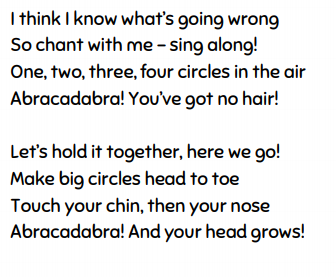 I think I know what's going wrong
So chant with me – sing along!
One, two, three, four circles in the air
Abracadabra! You've got no hair!

Let's hold it together, here we go!
Make big circles head to toe
Touch your chin, then your nose
Abracadabra! And your head grows!